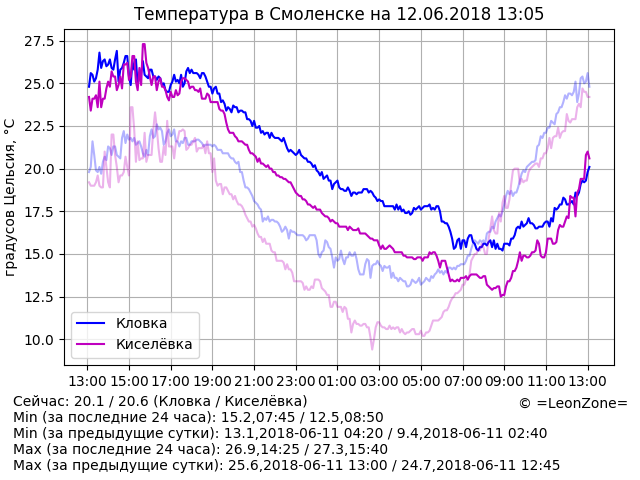 Температура в Смоленске на 12.06.2018 13:05
27.5
25.0
22.5
20.0
17.5
15.0
12.5
10.0
градусов Цельсия, °C
Кловка
Киселёвка
13:00 15:00 17:00 19:00 21:00 23:00 01:00 03:00 05:00 07:00 09:00 11:00 13:00
Сейчас: 20.1 / 20.6 (Кловка / Киселёвка)
© =LeonZone=
Min (за последние 24 часа): 15.2,07:45 / 12.5,08:50
Min (за предыдущие сутки): 13.1,2018-06-11 04:20 / 9.4,2018-06-11 02:40
Max (за последние 24 часа): 26.9,14:25 / 27.3,15:40
Max (за предыдущие сутки): 25.6,2018-06-11 13:00 / 24.7,2018-06-11 12:45